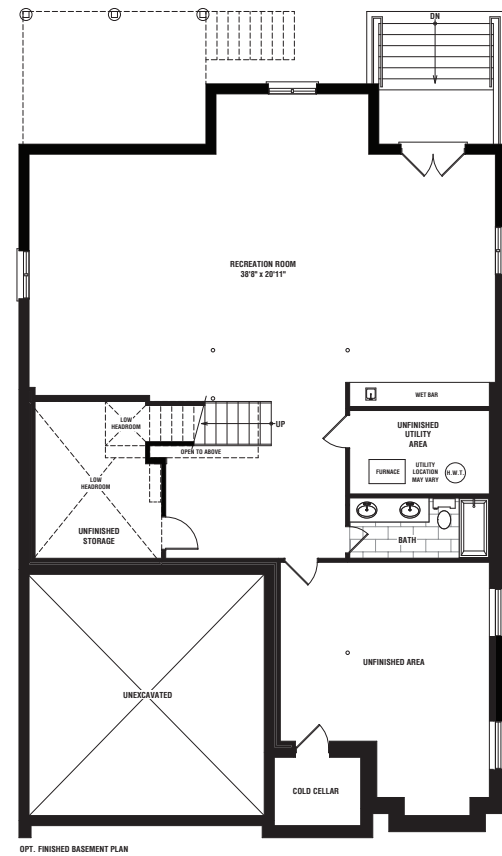 DN
RECREATION ROOM
38'8" x 20'11"
WET BAR
LOW
HEADROOM
UP
OPEN TO ABOVE
UNFINISHED
UTILITY
AREA
FURNACE
UTILITY
LOCATION
MAY VARY
H.W.T.
LOW
HEADROOM
UNFINISHED
STORAGE
BATH
UNFINISHED AREA
UNEXCAVATED
COLD CELLAR
OPT. FINISHED BASEMENT PLAN